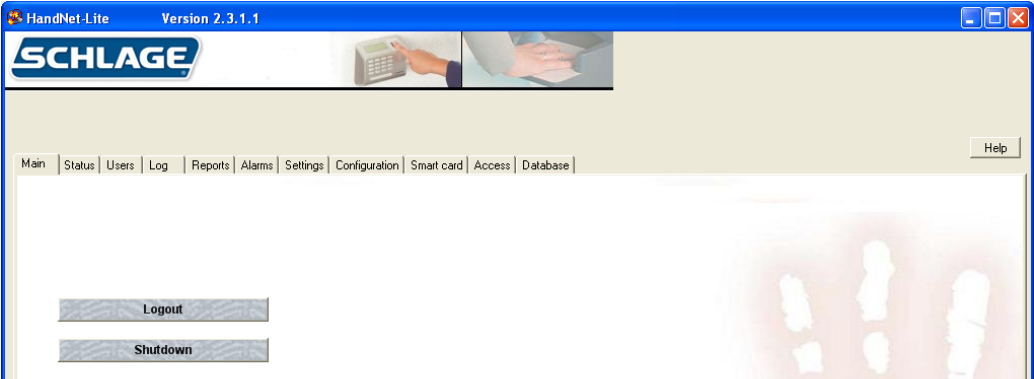 HandNet-Lite Version 2.3.1.1
SCHLAGE
Help
Main Status Users Log Reports Alarms Settings Configuration Smart card Access Database
Logout
Shutdown